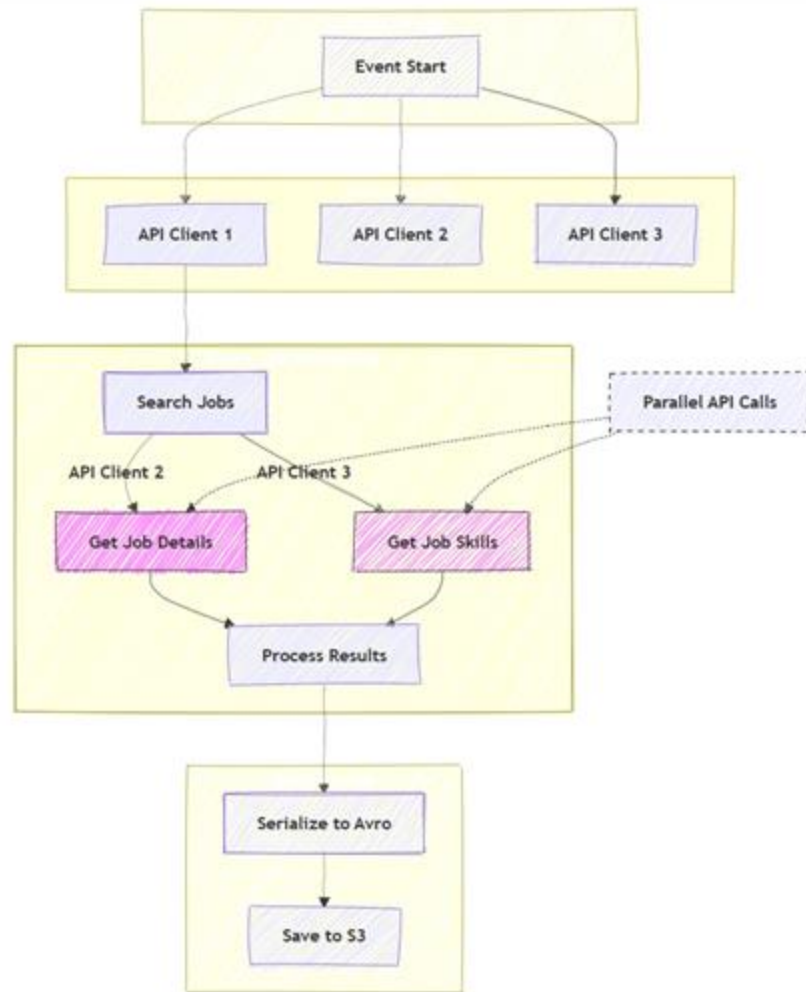 Event Start
API Client 1
API Client 2
API Client 3
Search Jobs
Parallel API Calls
API Client 2
API Client 3
Get Job Details
Get Job Skills
Process Results
Serialize to Avro
Save to S3